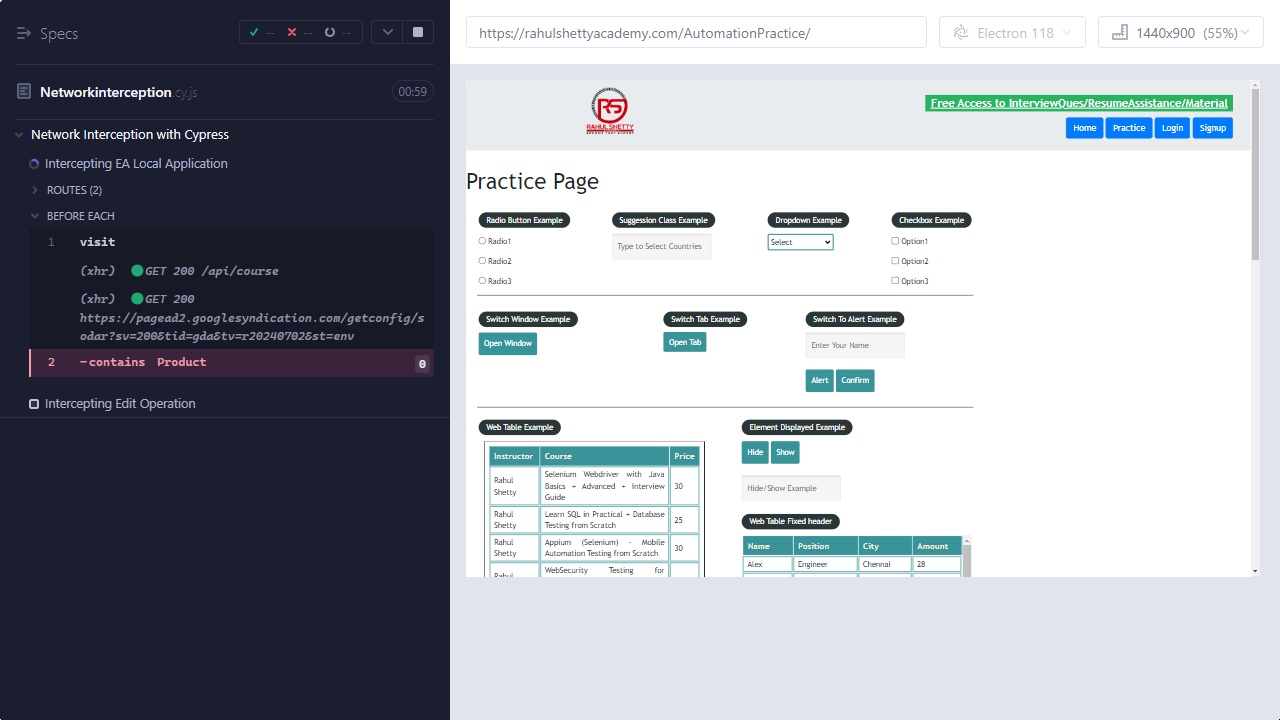 Specs
-- -- --
Networkinterception.cy.js 00:59
Network Interception with Cypress
Intercepting EA Local Application
ROUTES (2)
BEFORE EACH
1 visit
(xhr) GET 200 /api/course
(xhr) GET 200
https://pagead2.googlesyndication.com/getconfig/s
odar?sv=200&tid=gda&tv=r20240702&st=env
2 -contains Product 0
Intercepting Edit Operation
https://rahulshettyacademy.com/AutomationPractice/
Electron 118
1440x900 (55%)
RS
RAHUL SHETTY
Free Access to InterviewQues/ResumeAssistance/Material
Home Practice Login Signup
Practice Page
Radio Button Example
Radio1
Radio2
Radio3
Suggession Class Example
Type to Select Countries
Dropdown Example
Select
Checkbox Example
Option1
Option2
Option3
Switch Window Example
Open Window
Switch Tab Example
Open Tab
Switch To Alert Example
Enter Your Name
Alert Confirm
Web Table Example
Instructor Course Price
Rahul Shetty Selenium Webdriver with Java Basics + Advanced + Interview Guide 30
Rahul Shetty Learn SQL in Practical + Database Testing from Scratch 25
Rahul Shetty Appium (Selenium) - Mobile Automation Testing from Scratch 30
Rahul WebSecurity Testing for
Element Displayed Example
Hide Show
Hide/Show Example
Web Table Fixed header
Name Position City Amount
Alex Engineer Chennai 28